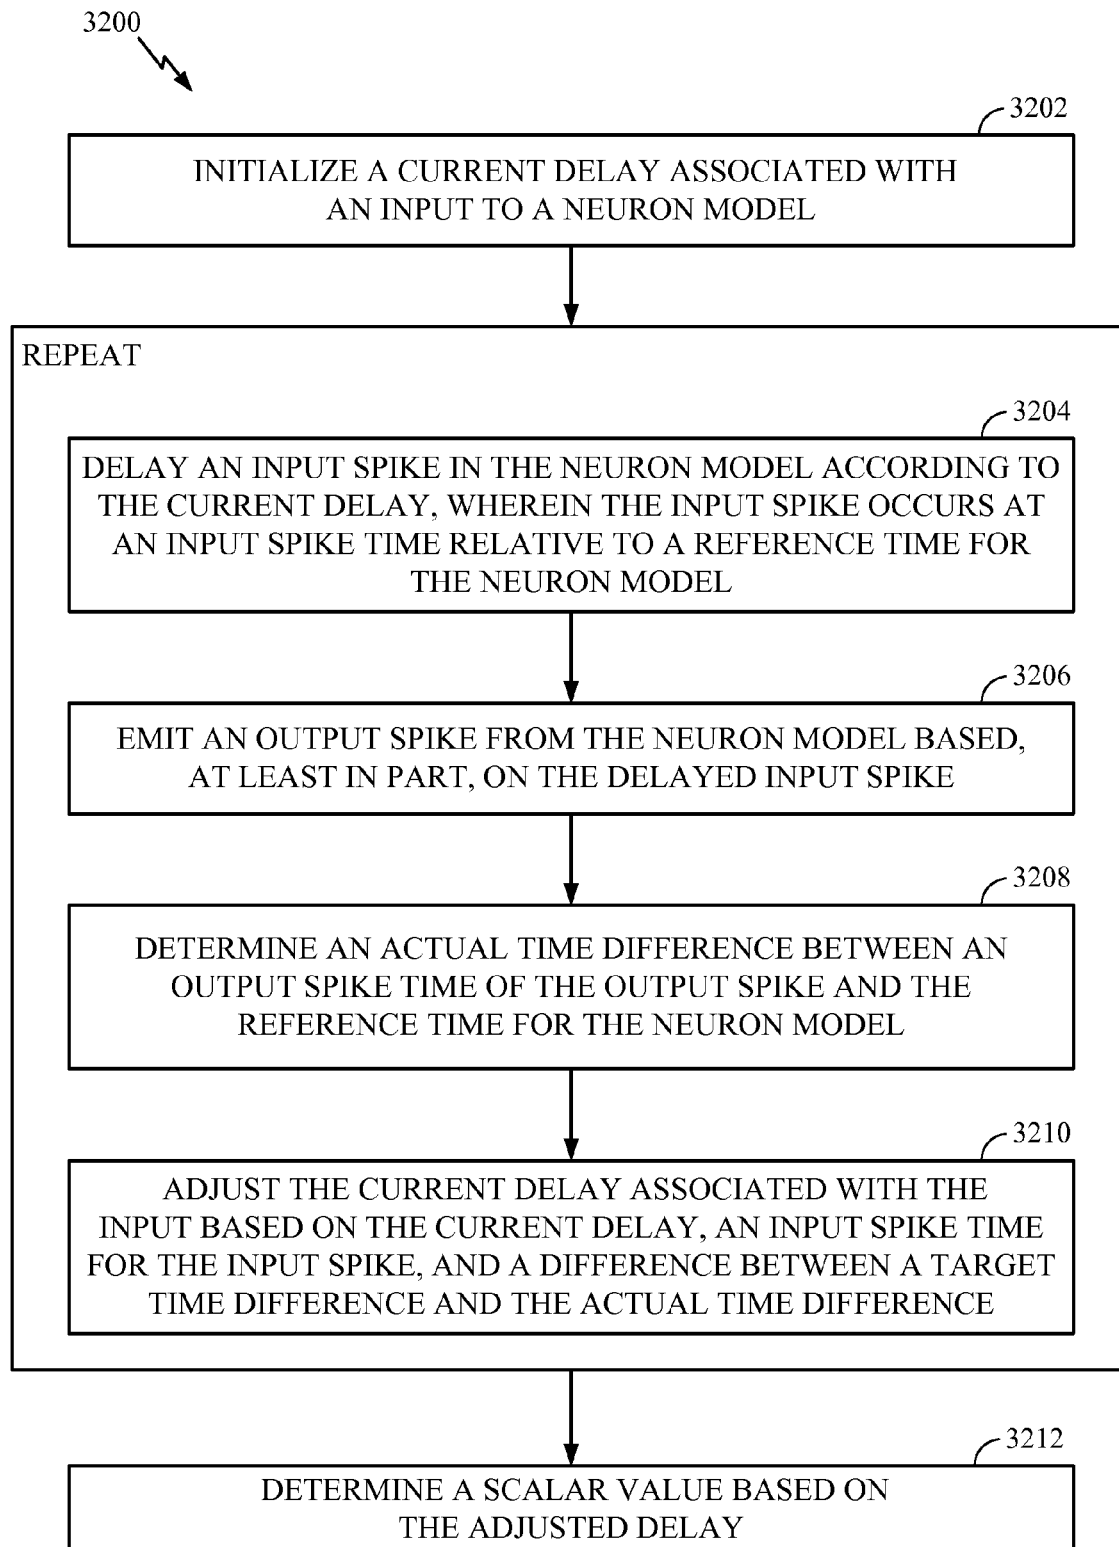 3200
3202
INITIALIZE A CURRENT DELAY ASSOCIATED WITH
AN INPUT TO A NEURON MODEL
REPEAT
3204
DELAY AN INPUT SPIKE IN THE NEURON MODEL ACCORDING TO
THE CURRENT DELAY, WHEREIN THE INPUT SPIKE OCCURS AT
AN INPUT SPIKE TIME RELATIVE TO A REFERENCE TIME FOR
THE NEURON MODEL
3206
EMIT AN OUTPUT SPIKE FROM THE NEURON MODEL BASED,
AT LEAST IN PART, ON THE DELAYED INPUT SPIKE
3208
DETERMINE AN ACTUAL TIME DIFFERENCE BETWEEN AN
OUTPUT SPIKE TIME OF THE OUTPUT SPIKE AND THE
REFERENCE TIME FOR THE NEURON MODEL
3210
ADJUST THE CURRENT DELAY ASSOCIATED WITH THE
INPUT BASED ON THE CURRENT DELAY, AN INPUT SPIKE TIME
FOR THE INPUT SPIKE, AND A DIFFERENCE BETWEEN A TARGET
TIME DIFFERENCE AND THE ACTUAL TIME DIFFERENCE
3212
DETERMINE A SCALAR VALUE BASED ON
THE ADJUSTED DELAY